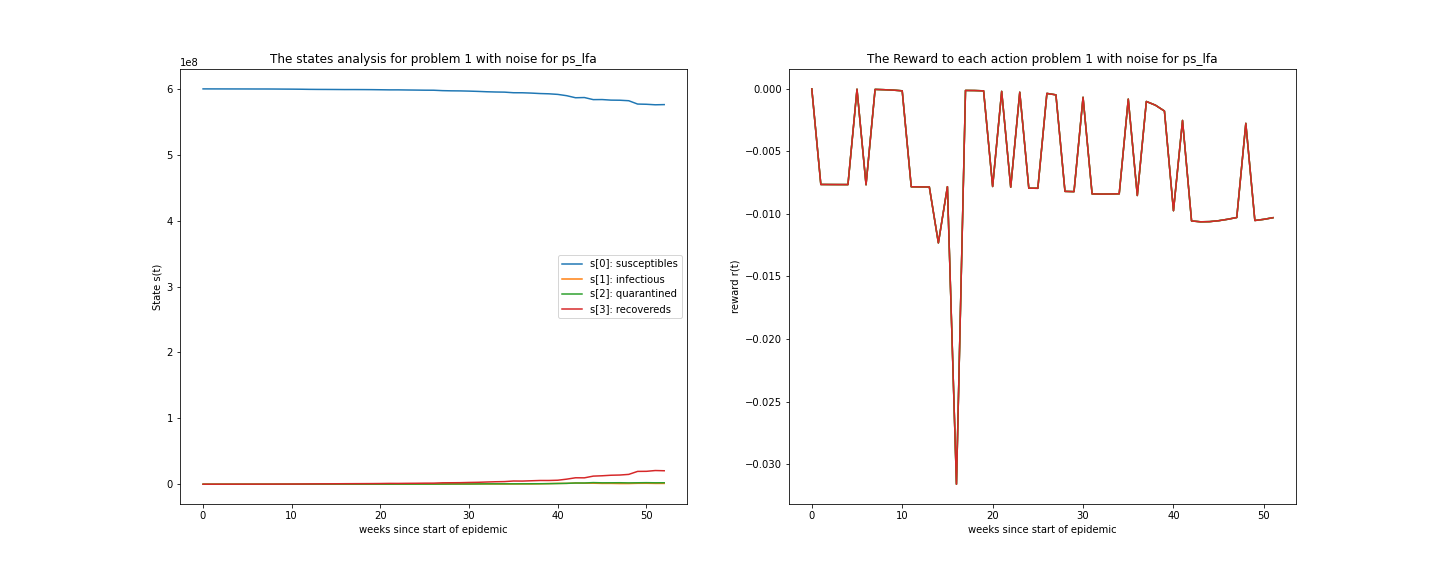 The states analysis for problem 1 with noise for ps_lfa
1e8
6
5
4
3
2
1
0
State s(t)
s[0]: susceptibles
s[1]: infectious
s[2]: quarantined
s[3]: recovereds
0 10 20 30 40 50
weeks since start of epidemic
The Reward to each action problem 1 with noise for ps_lfa
0.000
−0.005
−0.010
−0.015
−0.020
−0.025
−0.030
reward r(t)
0 10 20 30 40 50
weeks since start of epidemic